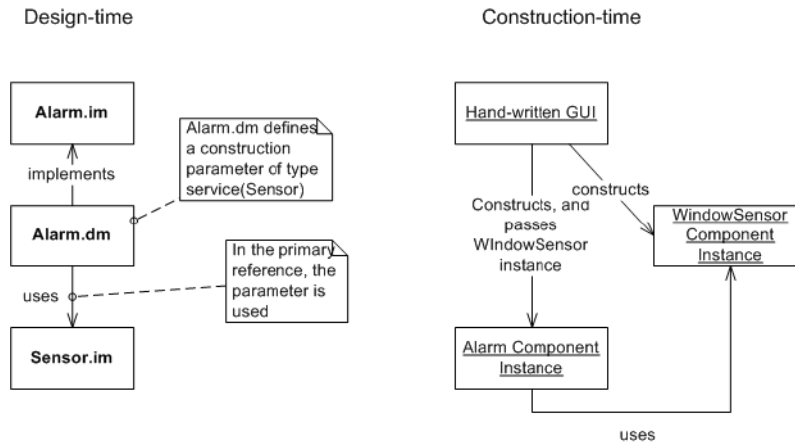 Design-time
Construction-time
Alarm.im
implements
Alarm.dm
uses
Sensor.im
Alarm.dm defines
a construction
parameter of type
service(Sensor)
In the primary
reference, the
parameter is
used
Hand-written GUI
Constructs, and
passes
WIndowSensor
instance
constructs
WindowSensor
Component
Instance
Alarm Component
Instance
uses